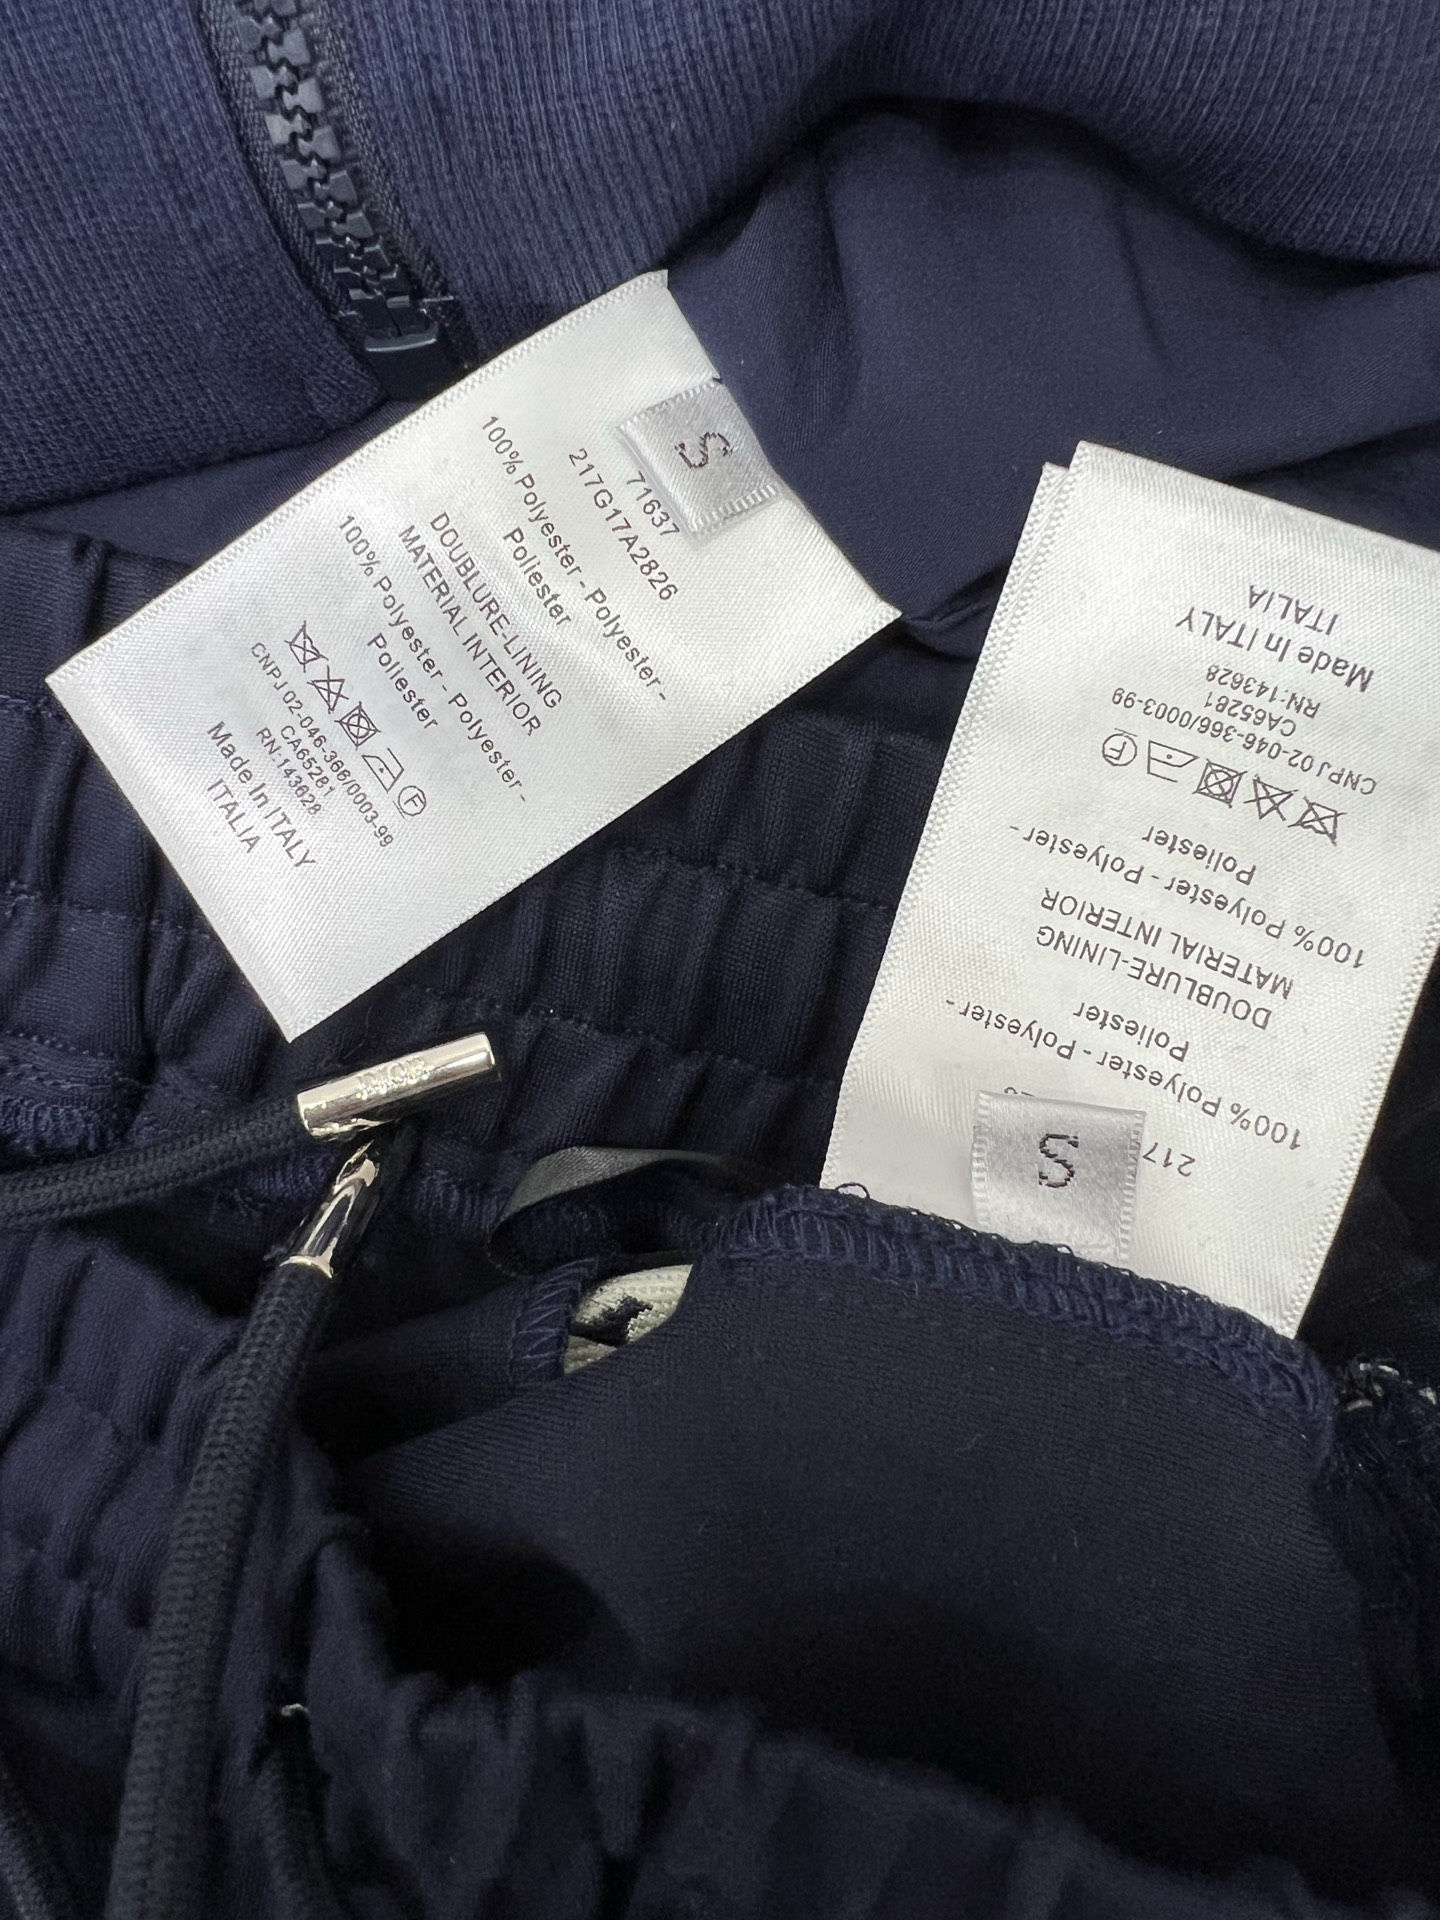 S
71637
217G17A2826
100% Polyester - Polyester -
Poliester
DOUBLURE-LINING
MATERIAL INTERIOR
100% Polyester - Polyester -
Poliester
F
CNPJ 02-046-366/0003-99
CA65281
RN:143628
Made In ITALY
ITALIA
S
217
100% Polyester - Polyester -
Poliester
DOUBLURE-LINING
MATERIAL INTERIOR
100% Polyester - Polyester -
Poliester
F
CNPJ 02-046-366/0003-99
CA65281
RN:143628
Made In ITALY
ITALIA